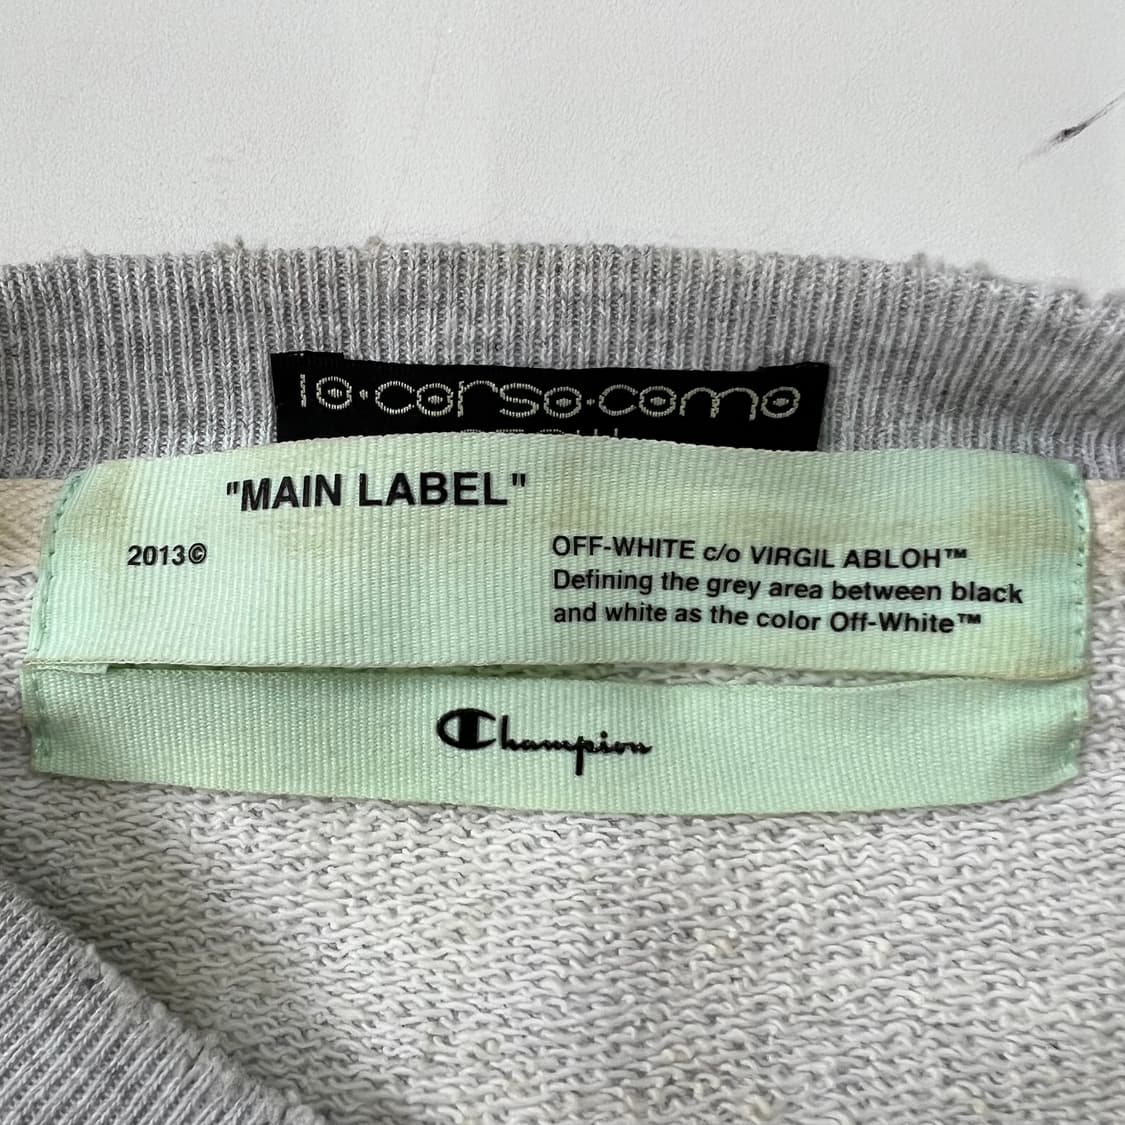 10·corso·como
"MAIN LABEL"
2013©
OFF-WHITE c/o VIRGIL ABLOH™
Defining the grey area between black
and white as the color Off-White™
Champion